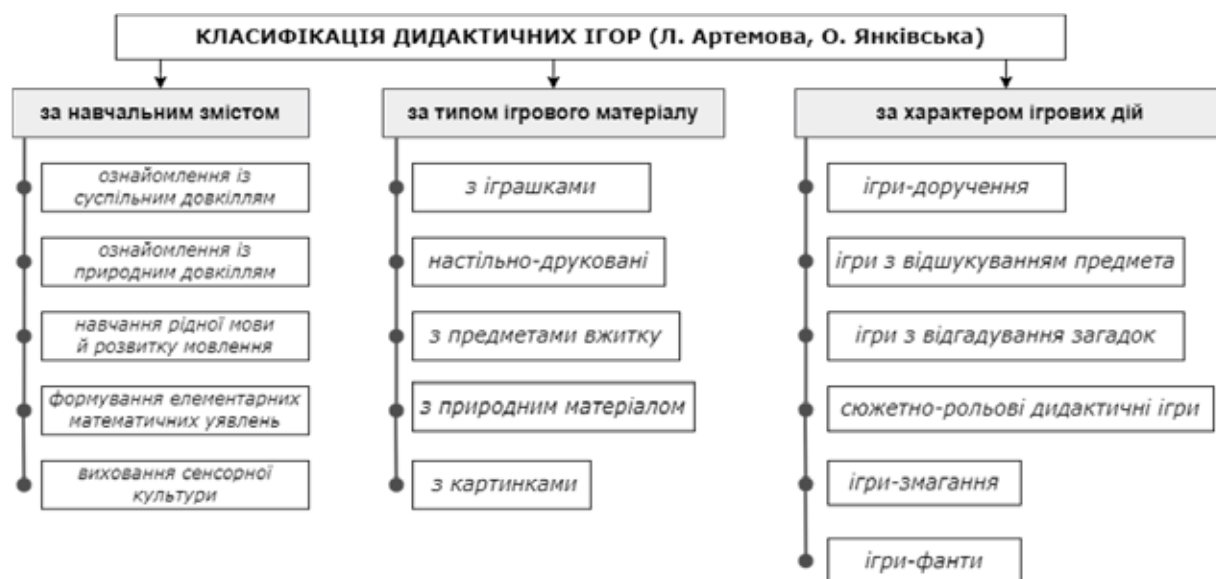 КЛАСИФІКАЦІЯ ДИДАКТИЧНИХ ІГОР (Л. Артемова, О. Янківська)
за навчальним змістом
ознайомлення із
суспільним довкіллям
ознайомлення із
природним довкіллям
навчання рідної мови
й розвитку мовлення
формування елементарних
математичних уявлень
виховання сенсорної
культури
за типом ігрового матеріалу
з іграшками
настільно-друковані
з предметами вжитку
з природним матеріалом
з картинками
за характером ігрових дій
ігри-доручення
ігри з відшукуванням предмета
ігри з відгадування загадок
сюжетно-рольові дидактичні ігри
ігри-змагання
ігри-фанти